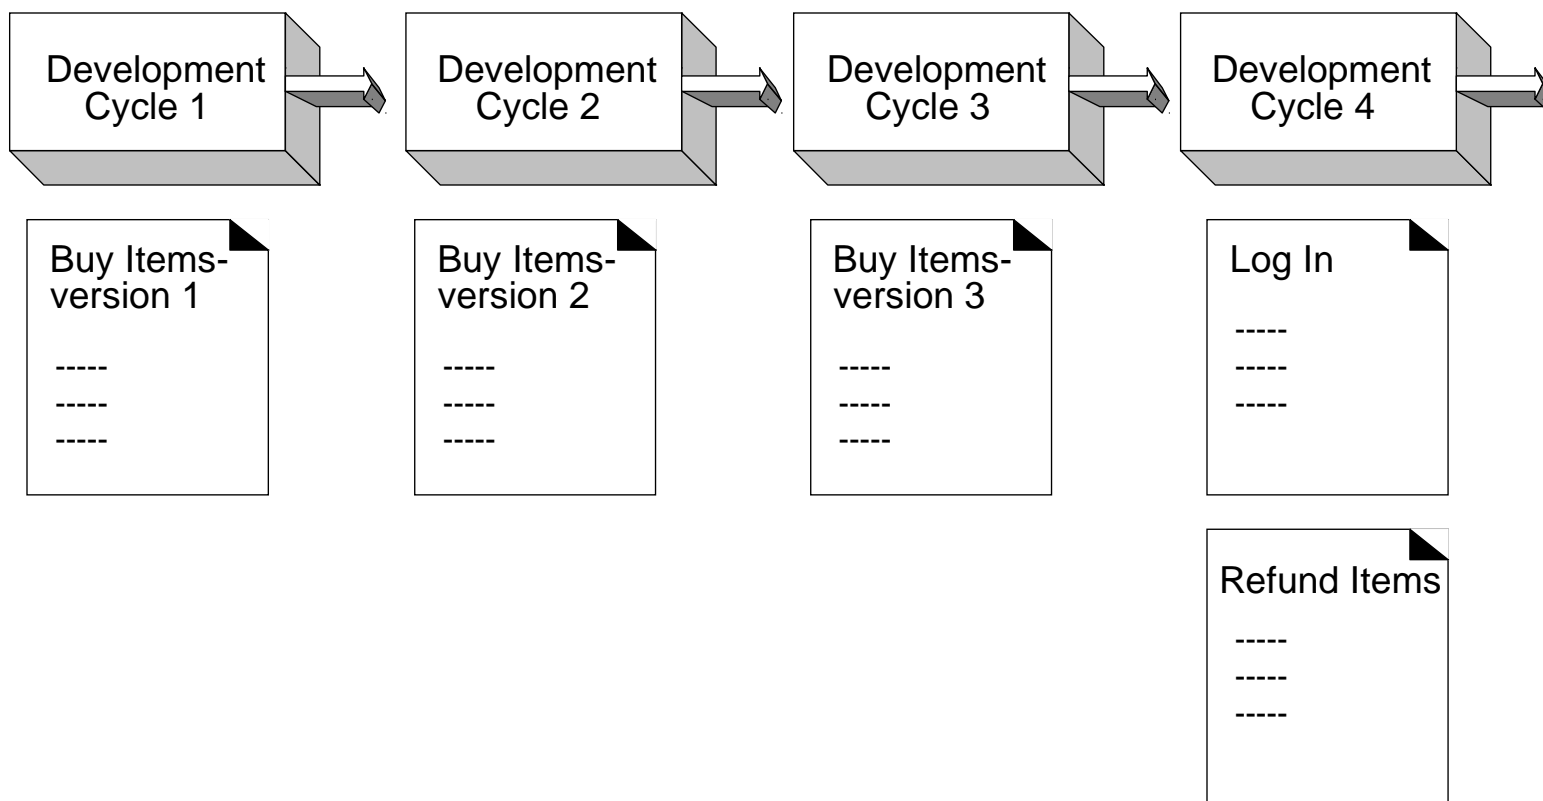 Development
Cycle 1
Development
Cycle 2
Development
Cycle 3
Development
Cycle 4
Buy Items-
version 1
-----
-----
-----
Buy Items-
version 2
-----
-----
-----
Buy Items-
version 3
-----
-----
-----
Log In
-----
-----
-----
Refund Items
-----
-----
-----